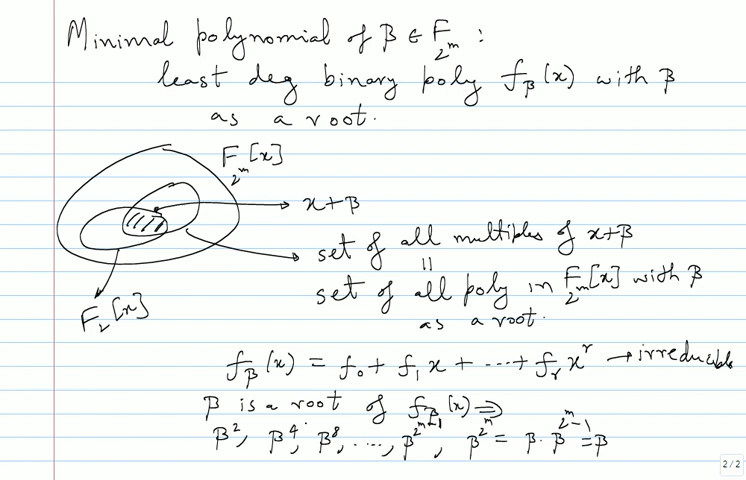 Minimal polynomial of β ∈ F_{2^m} :
least deg binary poly f_β(x) with β
as a root.
F_{2^m}[x]
x+β
set of all multiples of x+β
=
set of all poly in F_{2^m}[x] with β
as a root.
F_2[x]
f_β(x) = f_0 + f_1 x + ... + f_r x^r → irreducible
β is a root of f_β(x) ⇒
β^2, β^4, β^8, ..., β^{2^{m-1}}, β^{2^m} = β · β^{2^m-1} = β
2/2